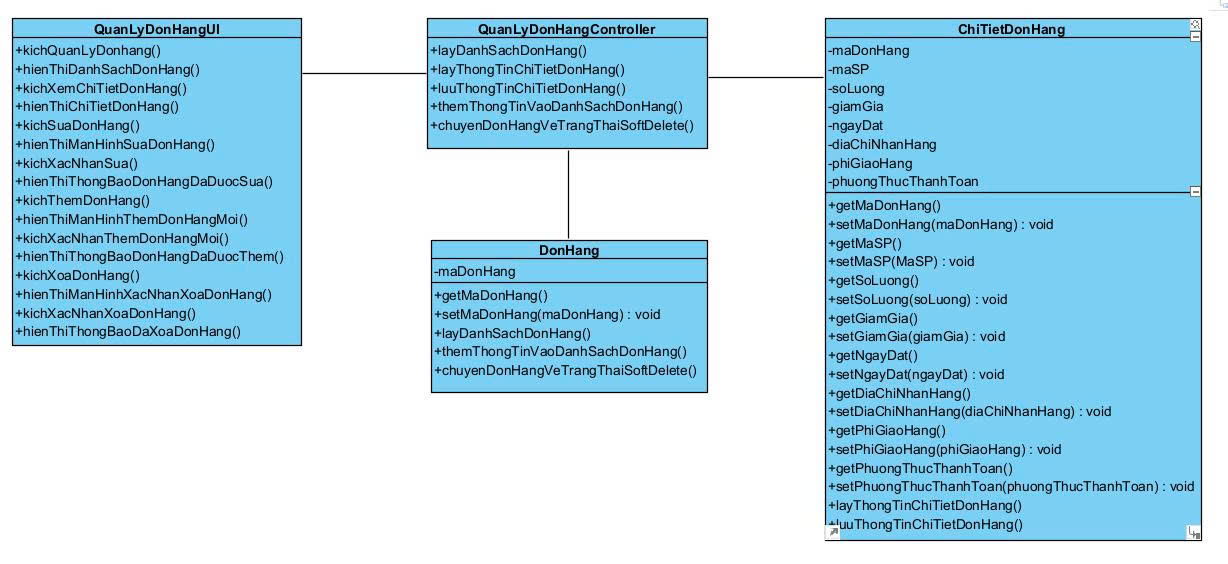 QuanLyDonHangUI
+kichQuanLyDonhang()
+hienThiDanhSachDonHang()
+kichXemChiTietDonHang()
+hienThiChiTietDonHang()
+kichSuaDonHang()
+hienThiManHinhSuaDonHang()
+kichXacNhanSua()
+hienThiThongBaoDonHangDaDuocSua()
+kichThemDonHang()
+hienThiManHinhThemDonHangMoi()
+kichXacNhanThemDonHangMoi()
+hienThiThongBaoDonHangDaDuocThem()
+kichXoaDonHang()
+hienThiManHinhXacNhanXoaDonHang()
+kichXacNhanXoaDonHang()
+hienThiThongBaoDaXoaDonHang()
QuanLyDonHangController
+layDanhSachDonHang()
+layThongTinChiTietDonHang()
+luuThongTinChiTietDonHang()
+themThongTinVaoDanhSachDonHang()
+chuyenDonHangVeTrangThaiSoftDelete()
DonHang
-maDonHang
+getMaDonHang()
+setMaDonHang(maDonHang) : void
+layDanhSachDonHang()
+themThongTinVaoDanhSachDonHang()
+chuyenDonHangVeTrangThaiSoftDelete()
ChiTietDonHang
-maDonHang
-maSP
-soLuong
-giamGia
-ngayDat
-diaChiNhanHang
-phiGiaoHang
-phuongThucThanhToan
+getMaDonHang()
+setMaDonHang(maDonHang) : void
+getMaSP()
+setMaSP(MaSP) : void
+getSoLuong()
+setSoLuong(soLuong) : void
+getGiamGia()
+setGiamGia(giamGia) : void
+getNgayDat()
+setNgayDat(ngayDat) : void
+getDiaChiNhanHang()
+setDiaChiNhanHang(diaChiNhanHang) : void
+getPhiGiaoHang()
+setPhiGiaoHang(phiGiaoHang) : void
+getPhuongThucThanhToan()
+setPhuongThucThanhToan(phuongThucThanhToan) : void
+layThongTinChiTietDonHang()
+luuThongTinChiTietDonHang()